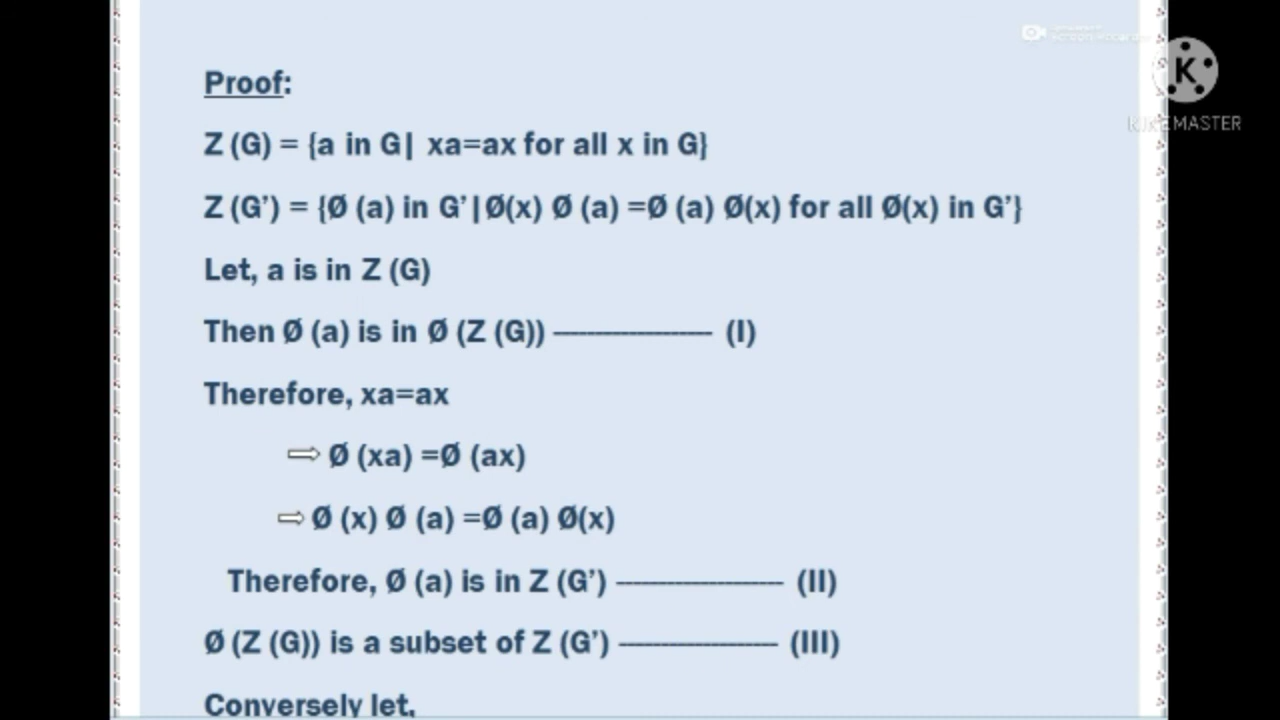 Proof:
Z (G) = {a in G| xa=ax for all x in G}
Z (G’) = {Ø (a) in G’|Ø(x) Ø (a) =Ø (a) Ø(x) for all Ø(x) in G’}
Let, a is in Z (G)
Then Ø (a) is in Ø (Z (G)) ------------------ (I)
Therefore, xa=ax
⇨ Ø (xa) =Ø (ax)
⇨ Ø (x) Ø (a) =Ø (a) Ø(x)
Therefore, Ø (a) is in Z (G’) ------------------- (II)
Ø (Z (G)) is a subset of Z (G’) ------------------ (III)
Conversely let,
K
KINEMASTER